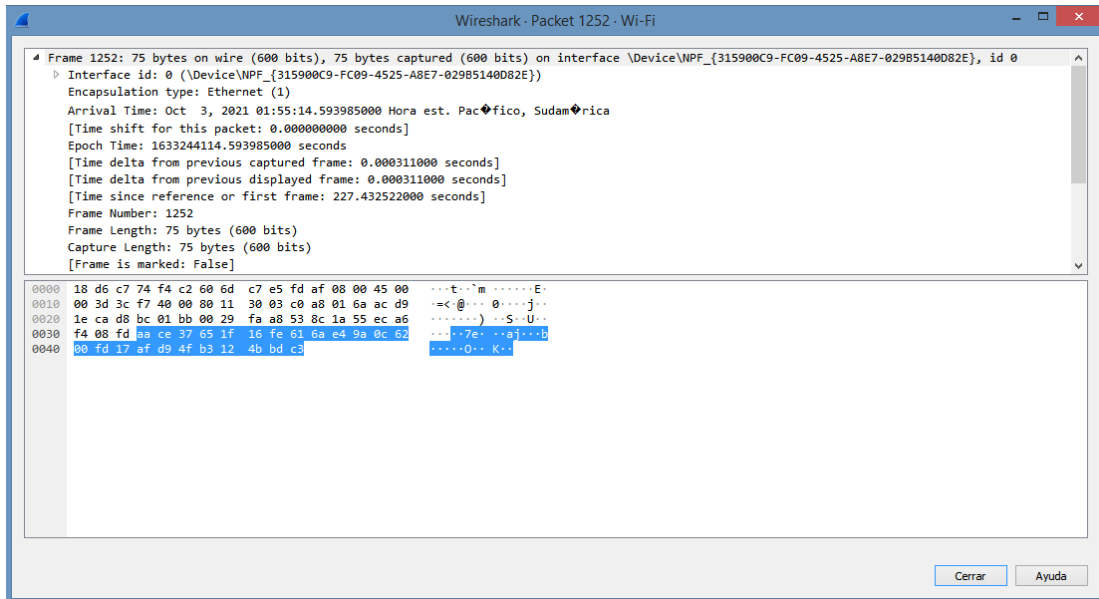 Wireshark · Packet 1252 · Wi-Fi
Frame 1252: 75 bytes on wire (600 bits), 75 bytes captured (600 bits) on interface \Device\NPF_{315900C9-FC09-4525-A8E7-029B5140D82E}, id 0
Interface id: 0 (\Device\NPF_{315900C9-FC09-4525-A8E7-029B5140D82E})
Encapsulation type: Ethernet (1)
Arrival Time: Oct  3, 2021 01:55:14.593985000 Hora est. Pac�fico, Sudam�rica
[Time shift for this packet: 0.000000000 seconds]
Epoch Time: 1633244114.593985000 seconds
[Time delta from previous captured frame: 0.000311000 seconds]
[Time delta from previous displayed frame: 0.000311000 seconds]
[Time since reference or first frame: 227.432522000 seconds]
Frame Number: 1252
Frame Length: 75 bytes (600 bits)
Capture Length: 75 bytes (600 bits)
[Frame is marked: False]
0000 18 d6 c7 74 f4 c2 60 6d c7 e5 fd af 08 00 45 00 ···t··`m ······E·
0010 00 3d 3c f7 40 00 80 11 30 03 c0 a8 01 6a ac d9 ·=<·@··· 0····j··
0020 1e ca d8 bc 01 bb 00 29 fa a8 53 8c 1a 55 ec a6 ·······) ··S··U··
0030 f4 08 fd aa ce 37 65 1f 16 fe 61 6a e4 9a 0c 62 ·····7e· ··aj···b
0040 00 fd 17 af d9 4f b3 12 4b bd c3 ·····O·· K··
Cerrar Ayuda